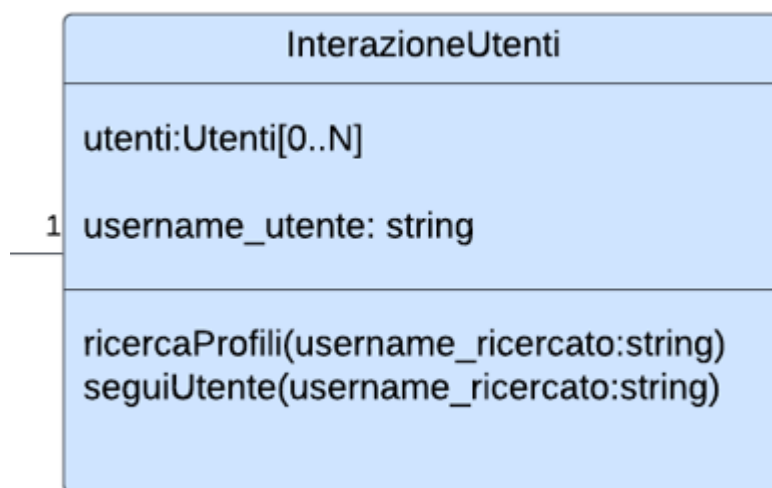 InterazioneUtenti
utenti:Utenti[0..N]
1
username_utente: string
ricercaProfili(username_ricercato:string)
seguiUtente(username_ricercato:string)